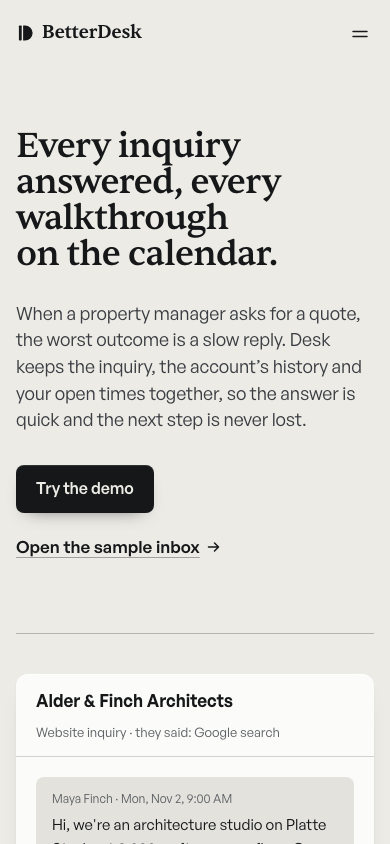 BetterDesk
Every inquiry
answered, every
walkthrough
on the calendar.
When a property manager asks for a quote,
the worst outcome is a slow reply. Desk
keeps the inquiry, the account’s history and
your open times together, so the answer is
quick and the next step is never lost.
Try the demo
Open the sample inbox →
Alder & Finch Architects
Website inquiry · they said: Google search
Maya Finch · Mon, Nov 2, 9:00 AM
Hi, we're an architecture studio on Platte